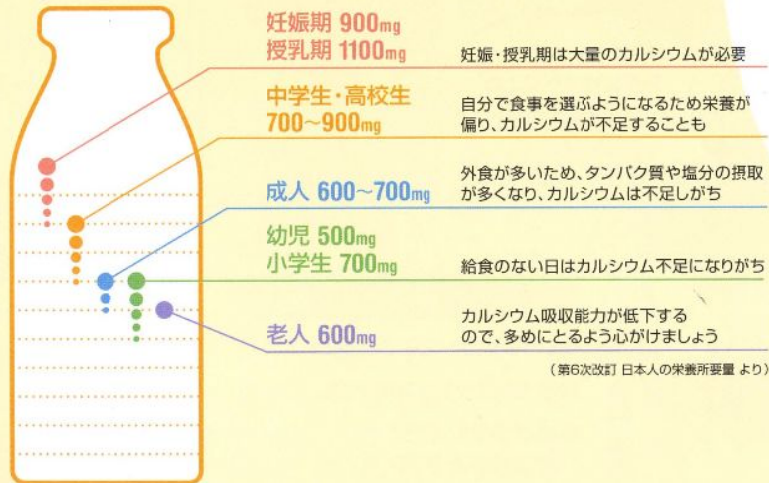 妊娠期 900mg
授乳期 1100mg
妊娠・授乳期は大量のカルシウムが必要
中学生・高校生
700〜900mg
自分で食事を選ぶようになるため栄養が
偏り、カルシウムが不足することも
成人 600〜700mg
外食が多いため、タンパク質や塩分の摂取
が多くなり、カルシウムは不足しがち
幼児 500mg
小学生 700mg
給食のない日はカルシウム不足になりがち
老人 600mg
カルシウム吸収能力が低下する
ので、多めにとるよう心がけましょう
（第6次改訂 日本人の栄養所要量 より）